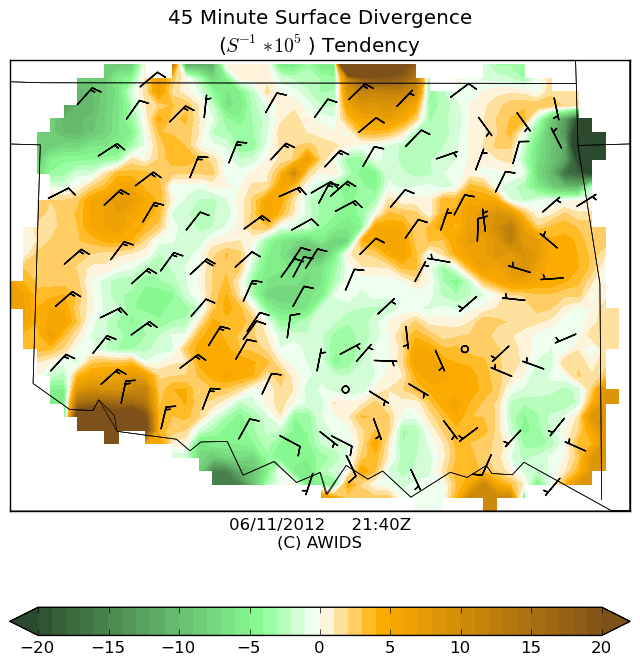 45 Minute Surface Divergence
(S⁻¹ *10⁵ ) Tendency
06/11/2012 21:40Z
(C) AWIDS
−20 −15 −10 −5 0 5 10 15 20